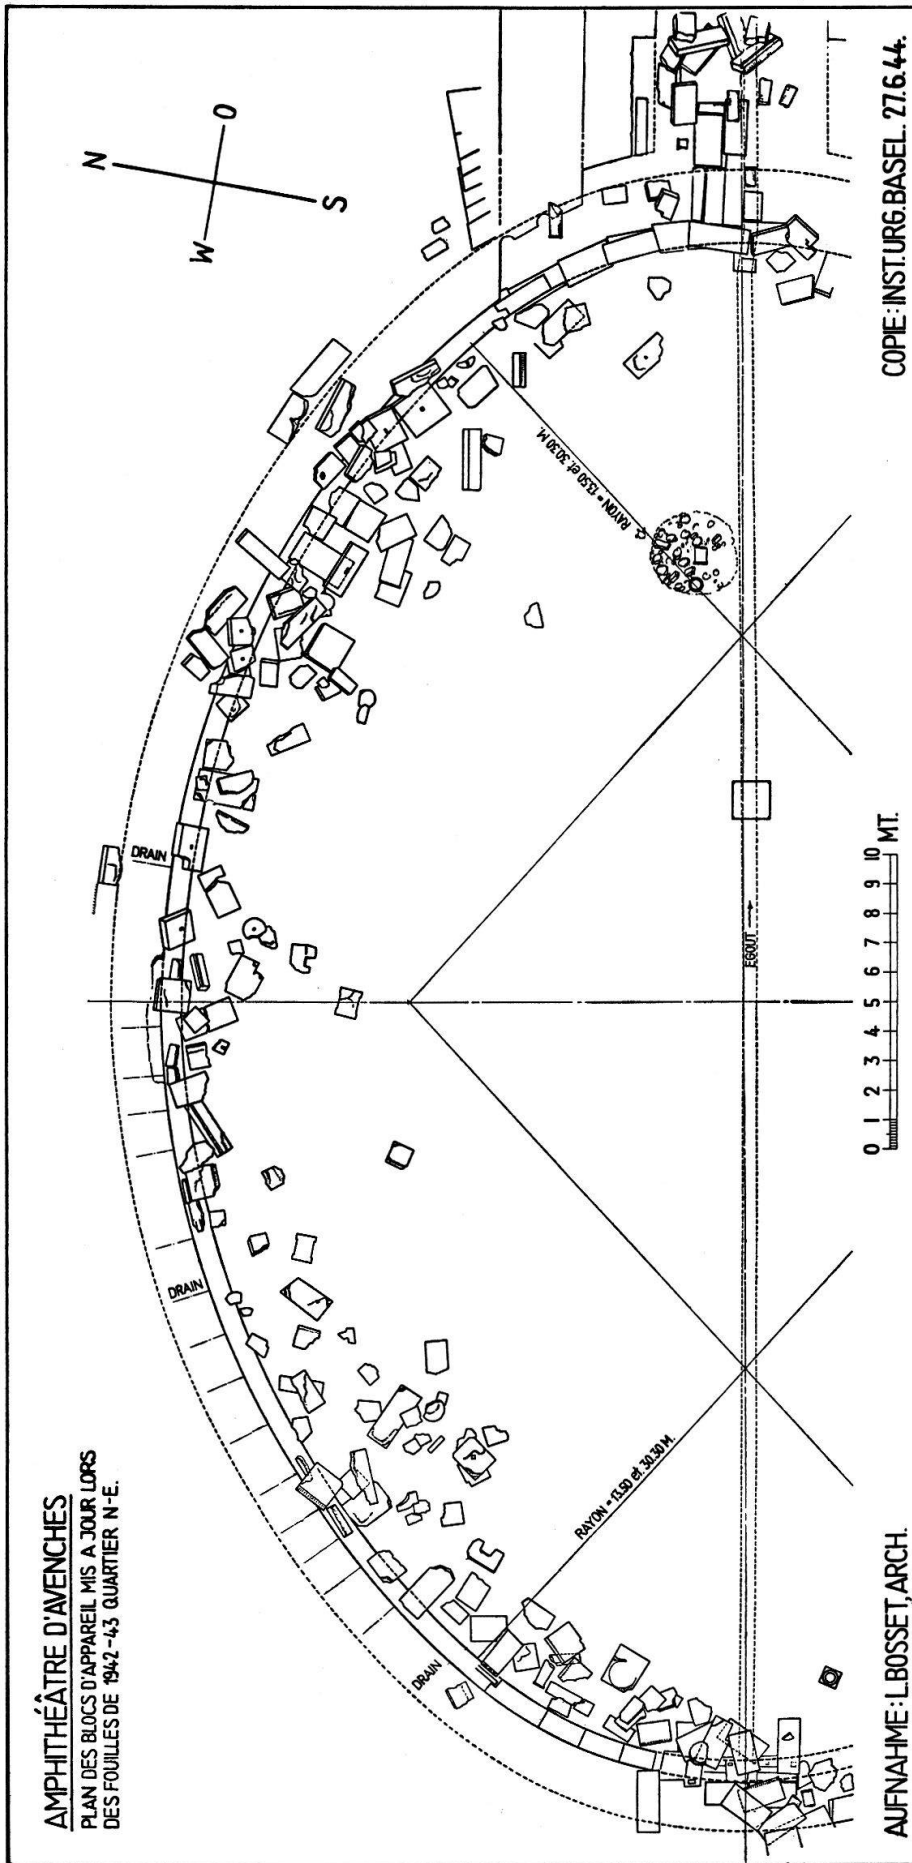 AMPHITHÉÂTRE D'AVENCHES
PLAN DES BLOCS D'APPAREIL MIS A JOUR LORS
DES FOUILLES DE 1942-43 QUARTIER N-E.
N
W O
S
DRAIN
DRAIN
DRAIN
RAYON = 13.50 et. 30.30 M.
RAYON = 13.50 et. 30.30 M.
EGOUT
0 1 2 3 4 5 6 7 8 9 10 MT.
AUFNAHME: L.BOSSET, ARCH.
COPIE: INST.URG.BASEL. 27.6.44.